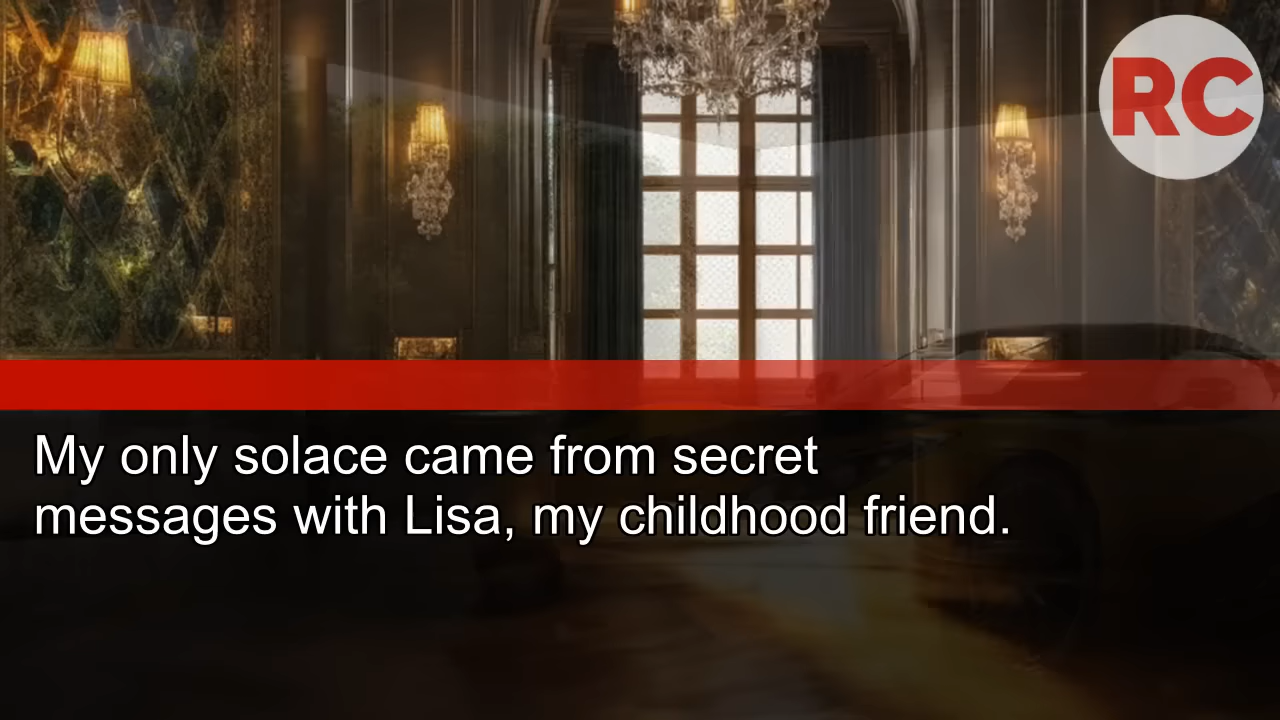 RC
My only solace came from secret
messages with Lisa, my childhood friend.